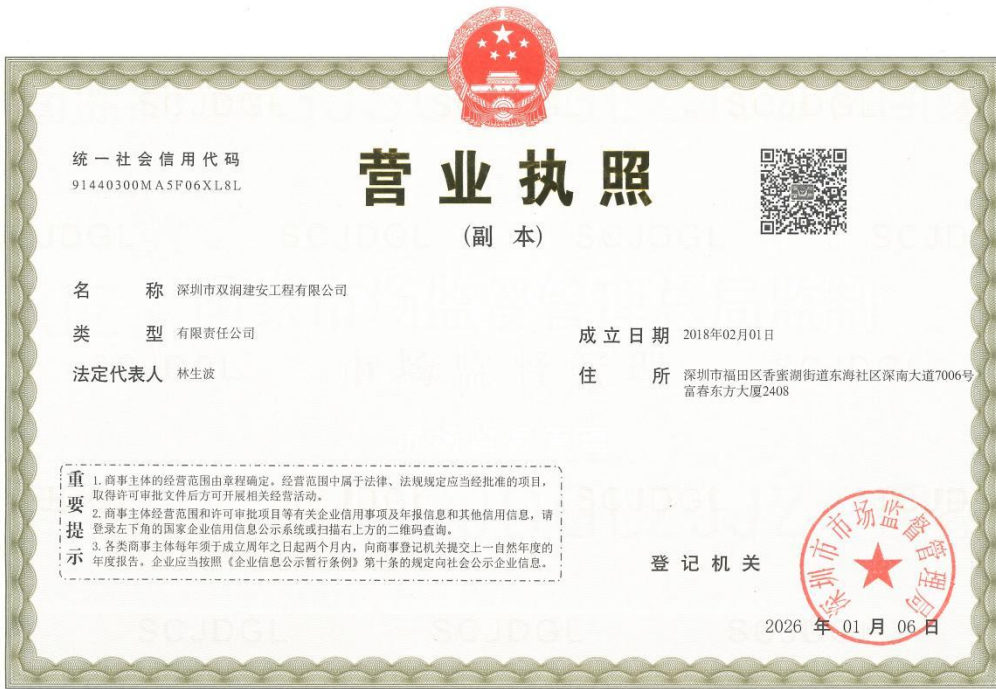 统一社会信用代码
91440300MA5F06XL8L
营业执照
(副 本)
名 称 深圳市双润建安工程有限公司
类 型 有限责任公司
法定代表人 林生波
成立日期 2018年02月01日
住 所 深圳市福田区香蜜湖街道东海社区深南大道7006号
富春东方大厦2408
重要提示
1. 商事主体的经营范围由章程确定。经营范围中属于法律、法规规定应当经批准的项目，
取得许可审批文件后方可开展相关经营活动。
2. 商事主体经营范围和许可审批项目等有关企业信用事项及年报信息和其他信用信息，请
登录左下角的国家企业信用信息公示系统或扫描右上方的二维码查询。
3. 各类商事主体每年须于成立周年之日起两个月内，向商事登记机关提交上一自然年度的
年度报告。企业应当按照《企业信息公示暂行条例》第十条的规定向社会公示企业信息。
登记机关
深圳市市场监督管理局
2026 年 01 月 06 日
SCJDGL